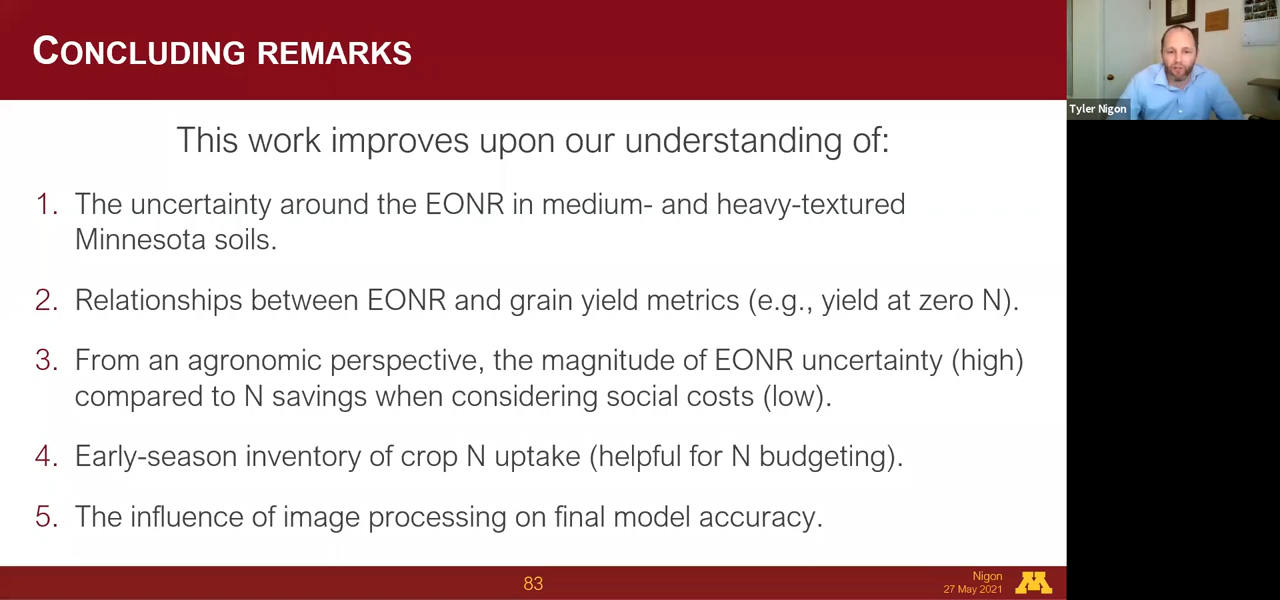 CONCLUDING REMARKS
Tyler Nigon
This work improves upon our understanding of:
1. The uncertainty around the EONR in medium- and heavy-textured
Minnesota soils.
2. Relationships between EONR and grain yield metrics (e.g., yield at zero N).
3. From an agronomic perspective, the magnitude of EONR uncertainty (high)
compared to N savings when considering social costs (low).
4. Early-season inventory of crop N uptake (helpful for N budgeting).
5. The influence of image processing on final model accuracy.
83
Nigon
27 May 2021
M